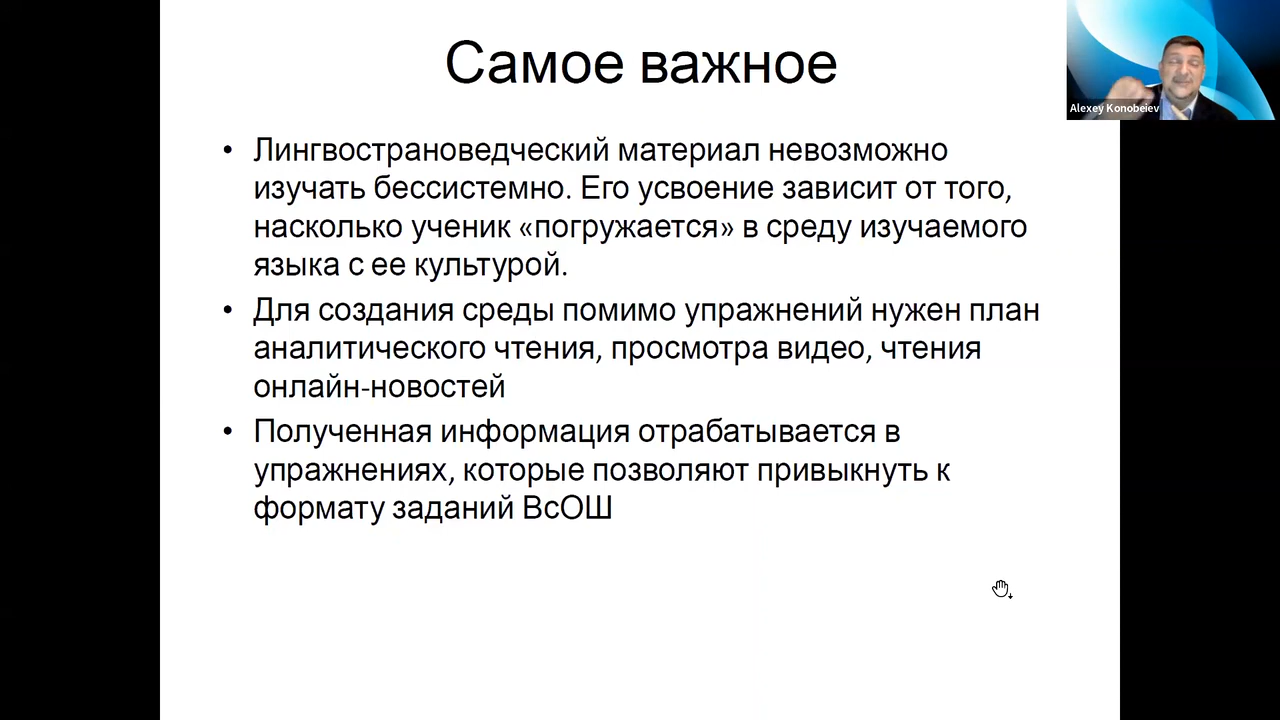 Самое важное
Alexey Konobeiev
• Лингвострановедческий материал невозможно
изучать бессистемно. Его усвоение зависит от того,
насколько ученик «погружается» в среду изучаемого
языка с ее культурой.
• Для создания среды помимо упражнений нужен план
аналитического чтения, просмотра видео, чтения
онлайн-новостей
• Полученная информация отрабатывается в
упражнениях, которые позволяют привыкнуть к
формату заданий ВсОШ